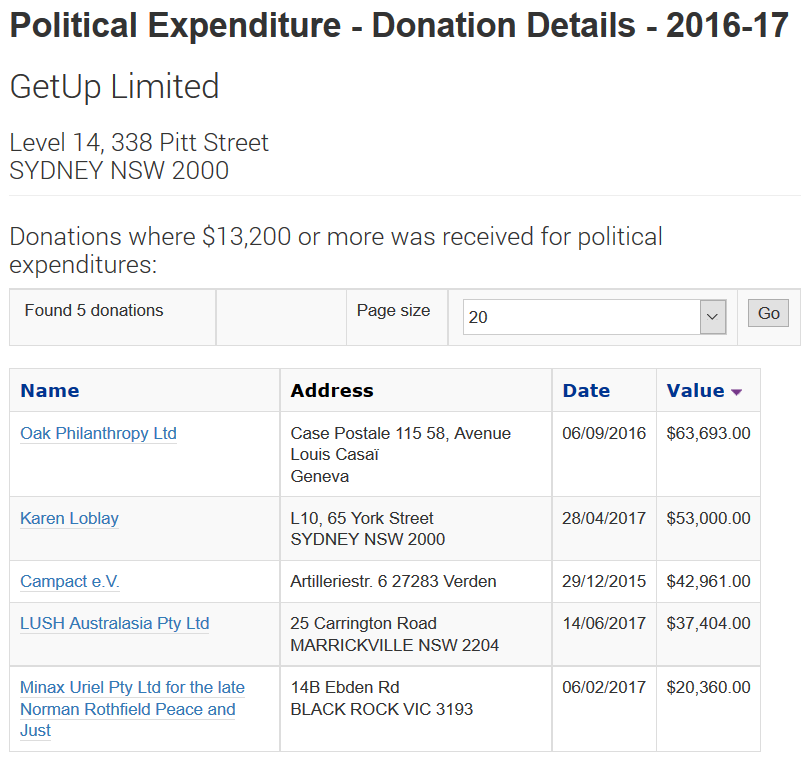 Political Expenditure - Donation Details - 2016-17
GetUp Limited
Level 14, 338 Pitt Street
SYDNEY NSW 2000
Donations where $13,200 or more was received for political
expenditures:
Found 5 donations Page size 20 Go
Name Address Date Value
Oak Philanthropy Ltd Case Postale 115 58, Avenue 06/09/2016 $63,693.00
Louis Casaï
Geneva
Karen Loblay L10, 65 York Street 28/04/2017 $53,000.00
SYDNEY NSW 2000
Campact e.V. Artilleriestr. 6 27283 Verden 29/12/2015 $42,961.00
LUSH Australasia Pty Ltd 25 Carrington Road 14/06/2017 $37,404.00
MARRICKVILLE NSW 2204
Minax Uriel Pty Ltd for the late 14B Ebden Rd 06/02/2017 $20,360.00
Norman Rothfield Peace and BLACK ROCK VIC 3193
Just